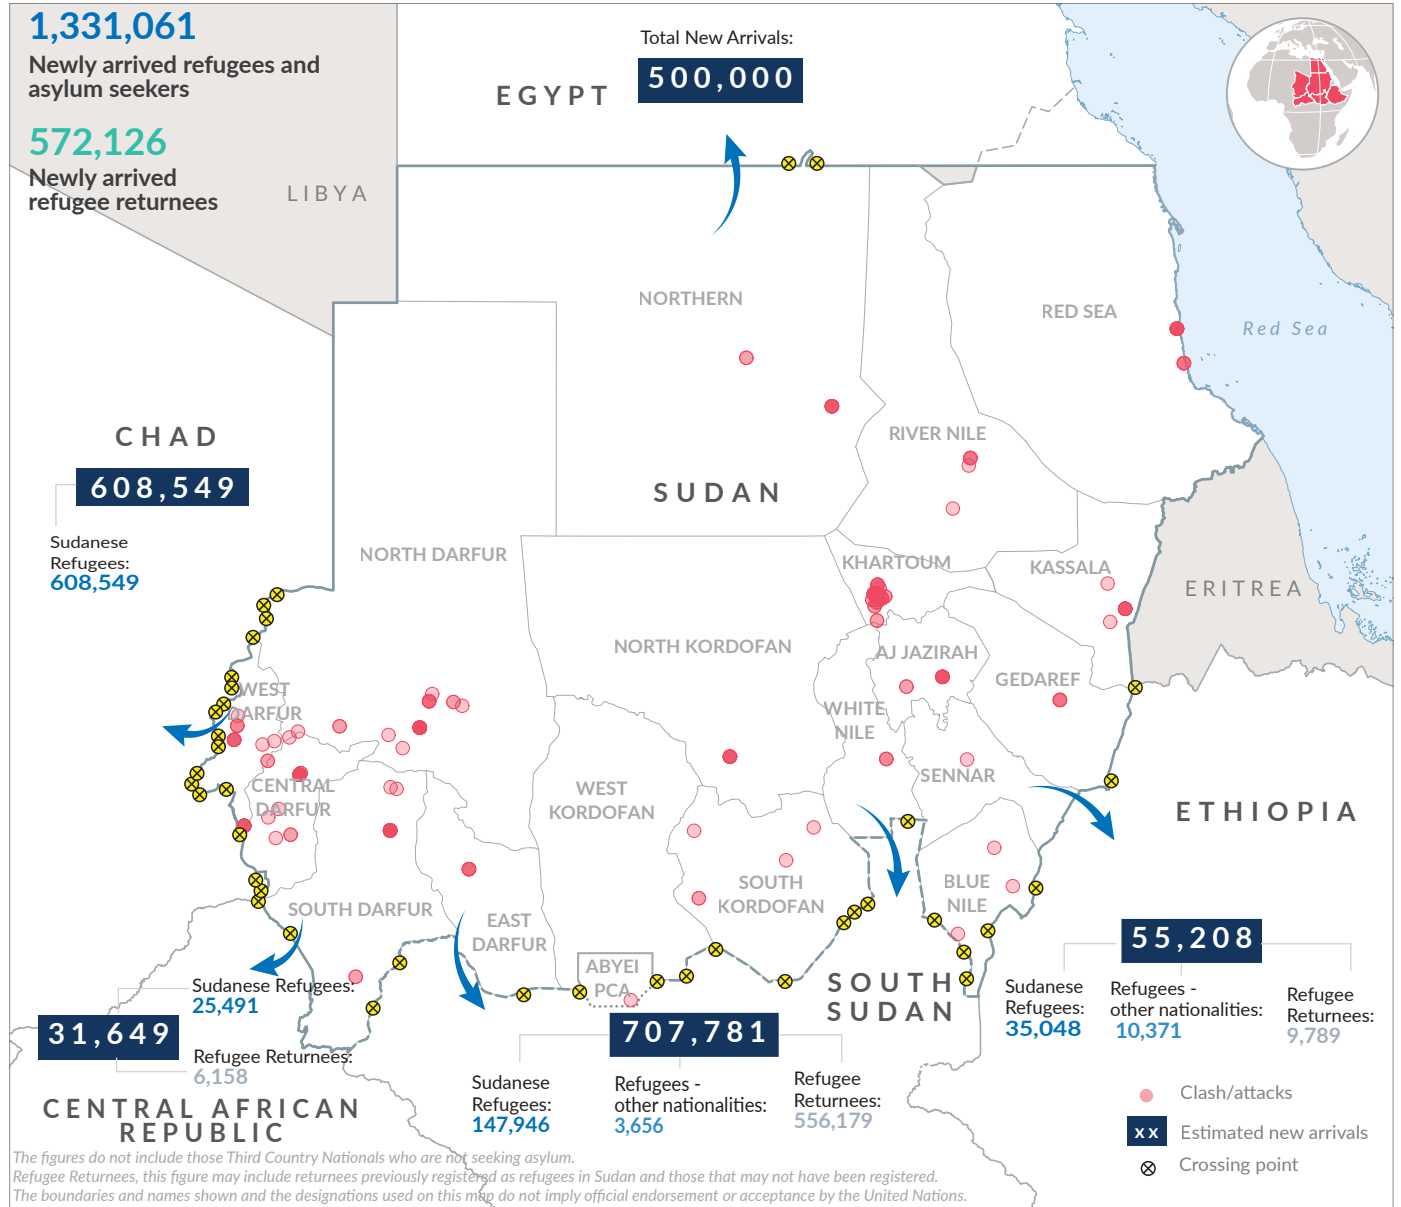 1,331,061
Newly arrived refugees and
asylum seekers
572,126
Newly arrived
refugee returnees
LIBYA
EGYPT
Total New Arrivals:
500,000
NORTHERN
RED SEA
Red Sea
CHAD
608,549
Sudanese
Refugees:
608,549
RIVER NILE
SUDAN
NORTH DARFUR
KHARTOUM
KASSALA
ERITREA
NORTH KORDOFAN
AJ JAZIRAH
GEDAREF
WEST
DARFUR
WHITE
NILE
SENNAR
CENTRAL
DARFUR
WEST
KORDOFAN
ETHIOPIA
SOUTH
KORDOFAN
BLUE
NILE
SOUTH DARFUR
EAST
DARFUR
ABYEI
PCA
SOUTH
SUDAN
55,208
Sudanese
Refugees:
35,048
Refugees -
other nationalities:
10,371
Refugee
Returnees:
9,789
Sudanese Refugees:
25,491
31,649
Refugee Returnees:
6,158
CENTRAL AFRICAN
REPUBLIC
707,781
Sudanese
Refugees:
147,946
Refugees -
other nationalities:
3,656
Refugee
Returnees:
556,179
Clash/attacks
xx Estimated new arrivals
Crossing point
The figures do not include those Third Country Nationals who are not seeking asylum.
Refugee Returnees, this figure may include returnees previously registered as refugees in Sudan and those that may not have been registered.
The boundaries and names shown and the designations used on this map do not imply official endorsement or acceptance by the United Nations.